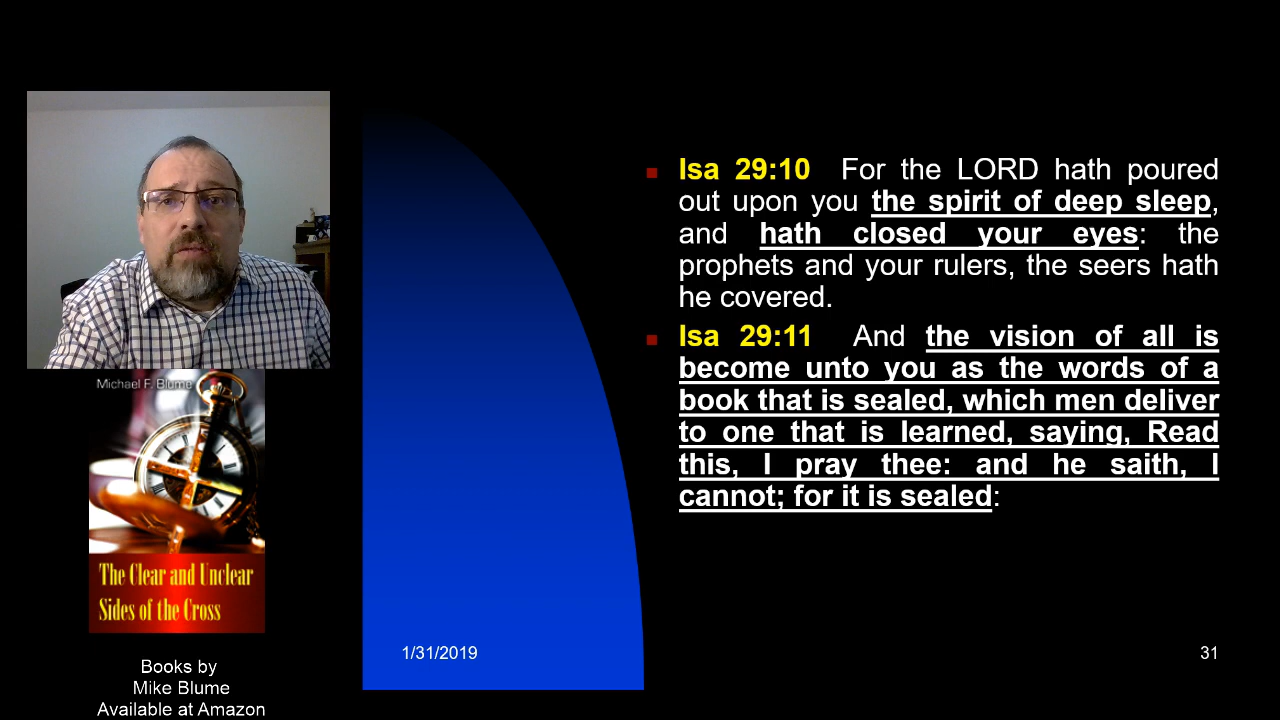 Isa 29:10 For the LORD hath poured
out upon you the spirit of deep sleep,
and hath closed your eyes: the
prophets and your rulers, the seers hath
he covered.
Isa 29:11 And the vision of all is
become unto you as the words of a
book that is sealed, which men deliver
to one that is learned, saying, Read
this, I pray thee: and he saith, I
cannot; for it is sealed:
Michael F. Blume
The Clear and Unclear
Sides of the Cross
Books by
Mike Blume
Available at Amazon
1/31/2019
31